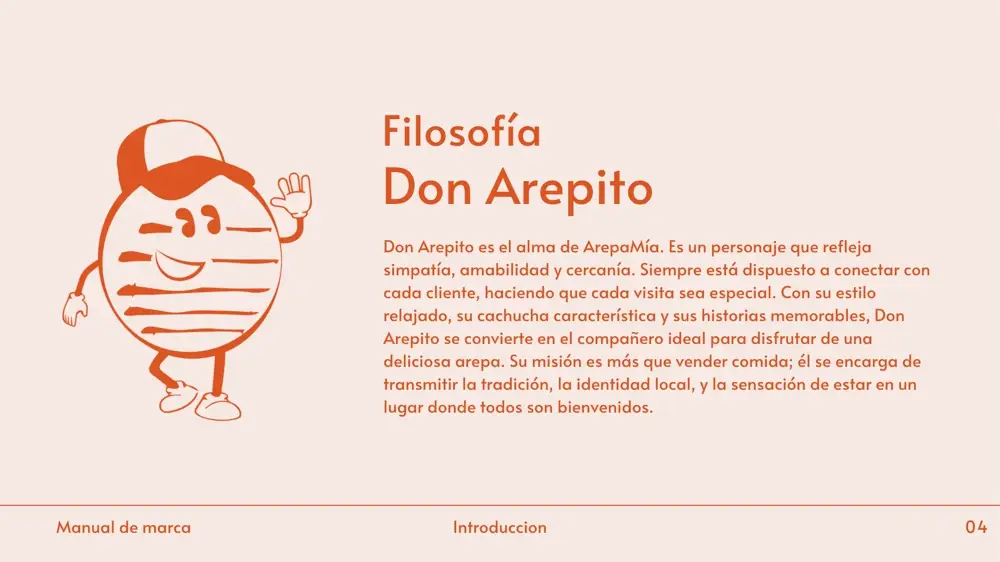 Filosofía
Don Arepito
Don Arepito es el alma de ArepaMía. Es un personaje que refleja
simpatía, amabilidad y cercanía. Siempre está dispuesto a conectar con
cada cliente, haciendo que cada visita sea especial. Con su estilo
relajado, su cachucha característica y sus historias memorables, Don
Arepito se convierte en el compañero ideal para disfrutar de una
deliciosa arepa. Su misión es más que vender comida; él se encarga de
transmitir la tradición, la identidad local, y la sensación de estar en un
lugar donde todos son bienvenidos.
Manual de marca
Introduccion
04